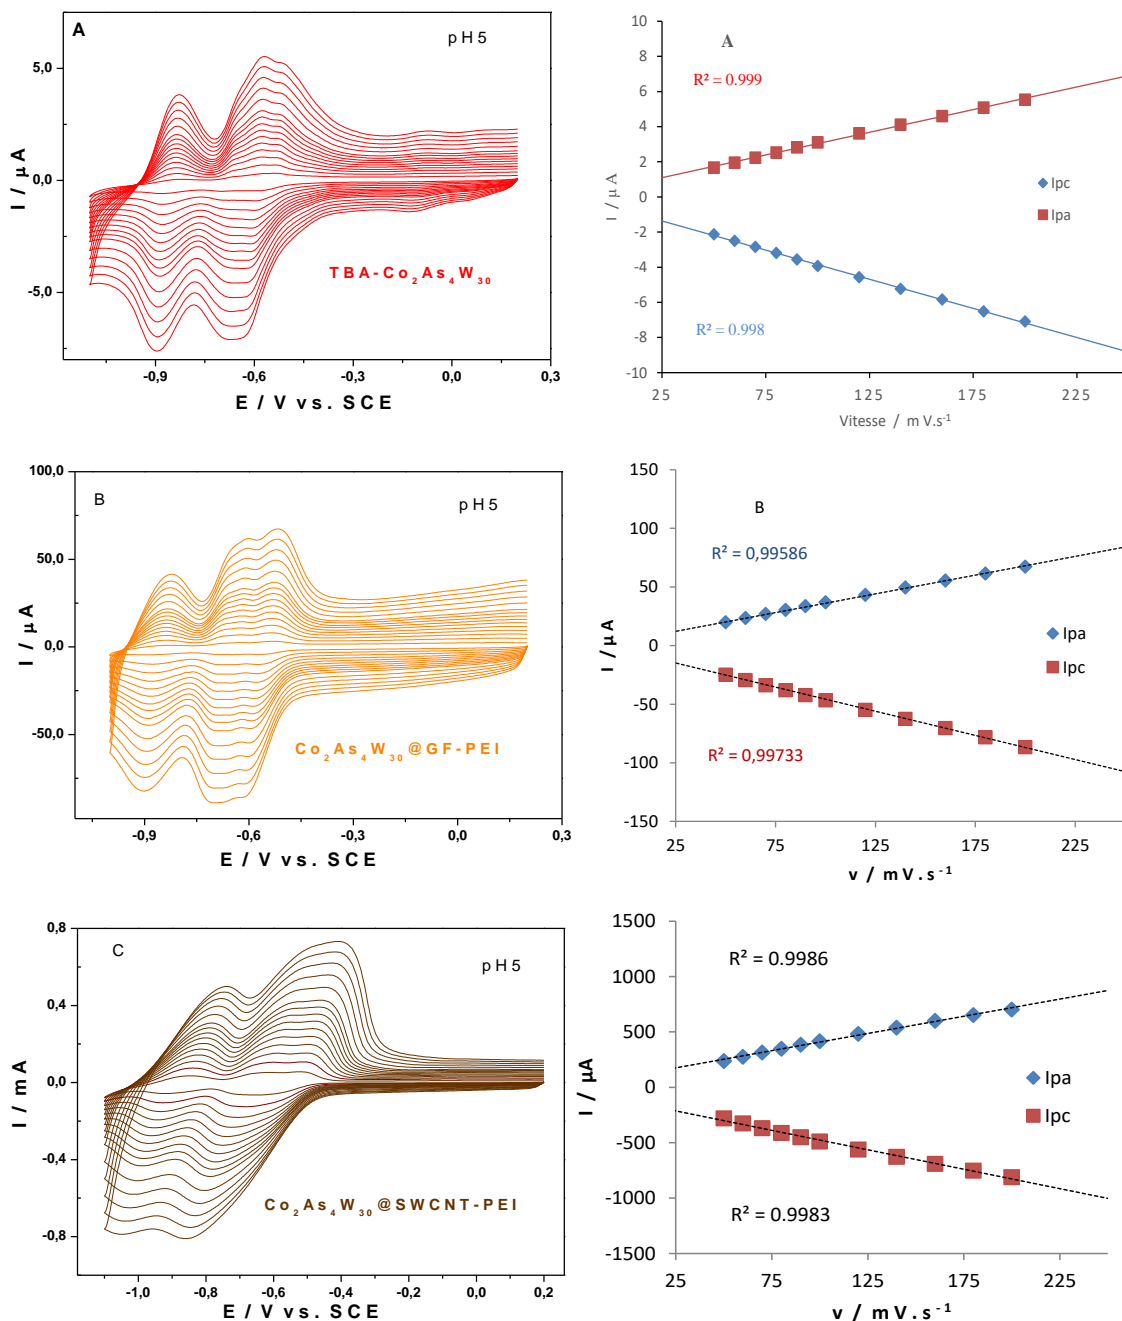 A
pH5
5,0
0,0
-5,0
I / µA
TBA-Co₂As₄W₃₀
-0,9 -0,6 -0,3 0,0 0,3
E / V vs. SCE
A
R² = 0.999
10
8
6
4
2
0
-2
-4
-6
-8
-10
I / µA
Ipc
Ipa
R² = 0.998
25 75 125 175 225
Vitesse / mV.s⁻¹
B
pH5
100,0
50,0
0,0
-50,0
I / µA
Co₂As₄W₃₀@GF-PEI
-0,9 -0,6 -0,3 0,0 0,3
E / V vs. SCE
B
R² = 0,99586
150
100
50
0
-50
-100
-150
I / µA
Ipa
Ipc
R² = 0,99733
25 75 125 175 225
v / mV.s⁻¹
C
pH5
0,8
0,4
0,0
-0,4
-0,8
I / mA
Co₂As₄W₃₀@SWCNT-PEI
-1,0 -0,8 -0,6 -0,4 -0,2 0,0 0,2
E / V vs. SCE
R² = 0.9986
1500
1000
500
0
-500
-1000
-1500
I / µA
Ipa
Ipc
R² = 0.9983
25 75 125 175 225
v / mV.s⁻¹